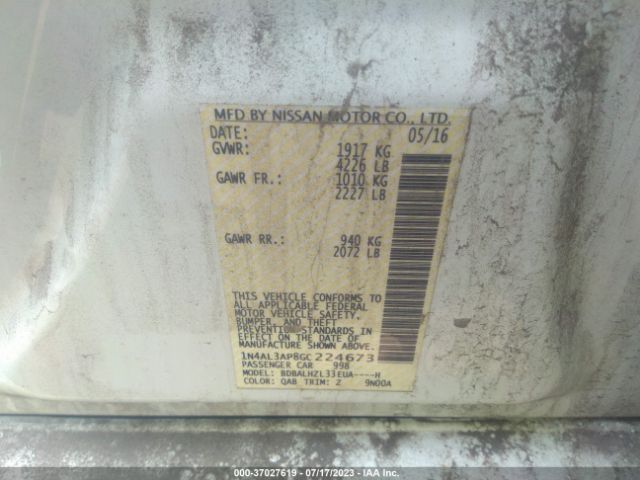 MFD BY NISSAN MOTOR CO., LTD.
DATE: 05/16
GVWR: 1917 KG
4226 LB
GAWR FR.: 1010 KG
2227 LB
GAWR RR.: 940 KG
2072 LB
THIS VEHICLE CONFORMS TO
ALL APPLICABLE FEDERAL
MOTOR VEHICLE SAFETY,
BUMPER, AND THEFT
PREVENTION STANDARDS
IN EFFECT ON THE DATE OF
MANUFACTURE SHOWN ABOVE.
1N4AL3AP8GC 224673
PASSENGER CAR 998
MODEL: BDBALHZL33EUA----H
COLOR: QAB TRIM: Z 9N00A
000-37027619 - 07/17/2023 - IAA Inc.